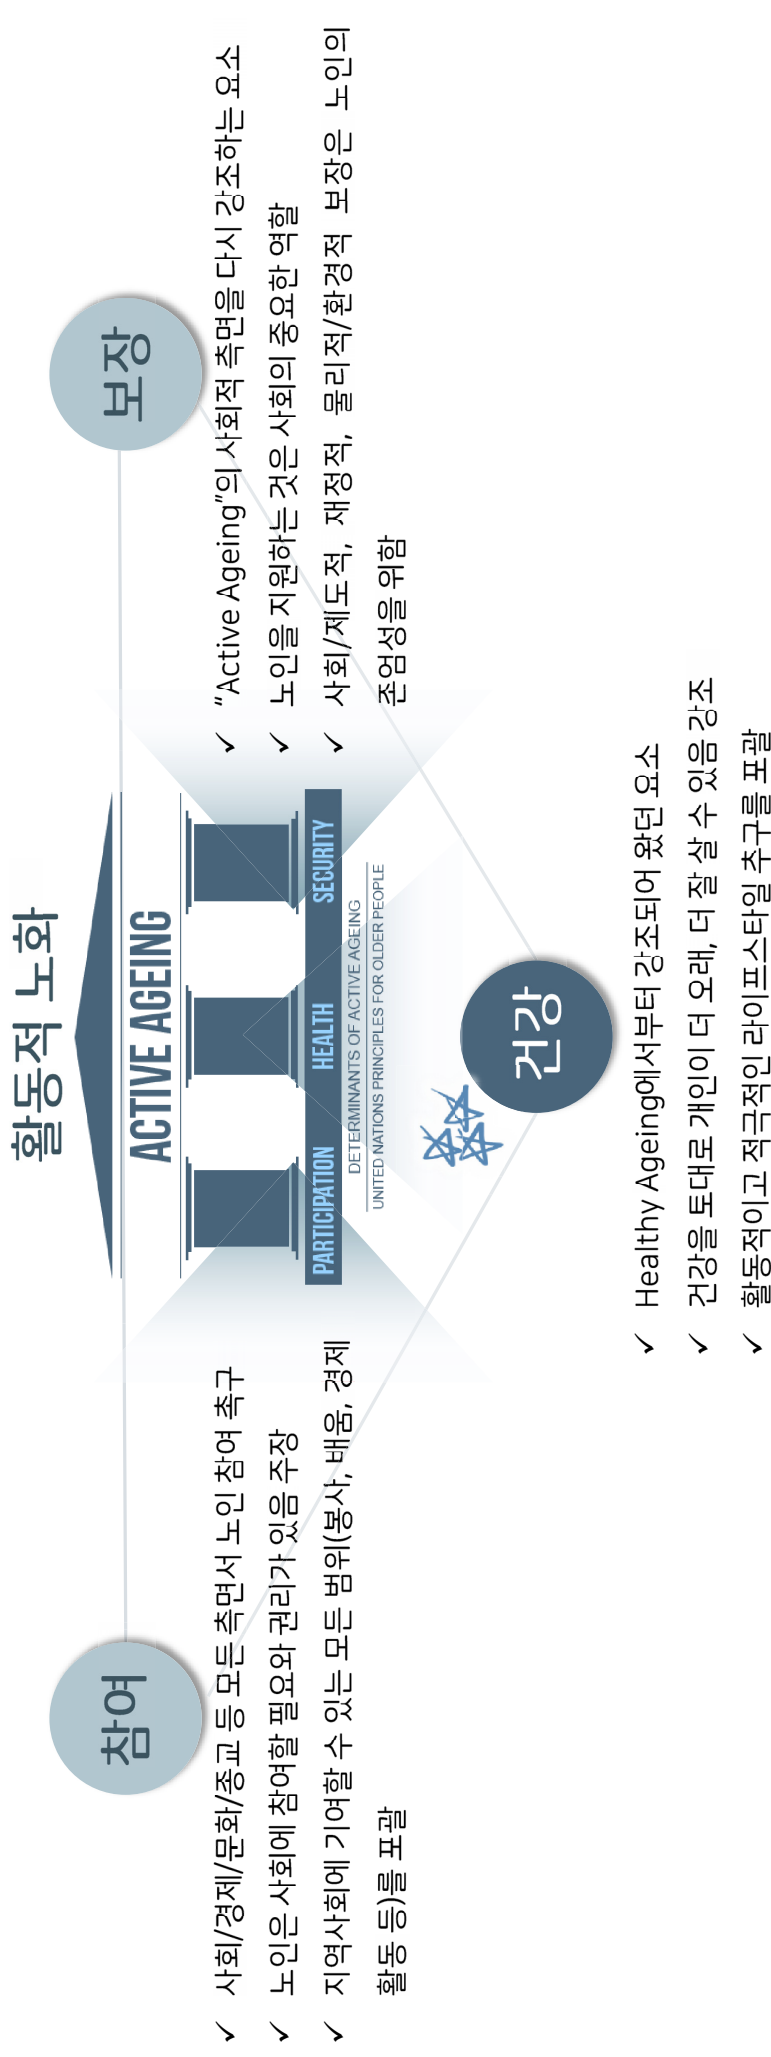 활동적 노화
참여
보장
ACTIVE AGEING
PARTICIPATION HEALTH SECURITY
DETERMINANTS OF ACTIVE AGEING
UNITED NATIONS PRINCIPLES FOR OLDER PEOPLE
✓ 사회/경제/문화/종교 등 모든 측면서 노인 참여 촉구
✓ 노인은 사회에 참여할 필요와 권리가 있음 주장
✓ 지역사회에 기여할 수 있는 모든 범위(봉사, 배움, 경제
활동 등)를 포괄
✓ “Active Ageing”의 사회적 측면을 다시 강조하는 요소
✓ 노인을 지원하는 것은 사회의 중요한 역할
✓ 사회/제도적, 재정적, 물리적/환경적 보장은 노인의
존엄성을 위함
건강
✓ Healthy Ageing에서부터 강조되어 왔던 요소
✓ 건강을 토대로 개인이 더 오래, 더 잘 살 수 있음 강조
✓ 활동적이고 적극적인 라이프스타일 추구를 포괄